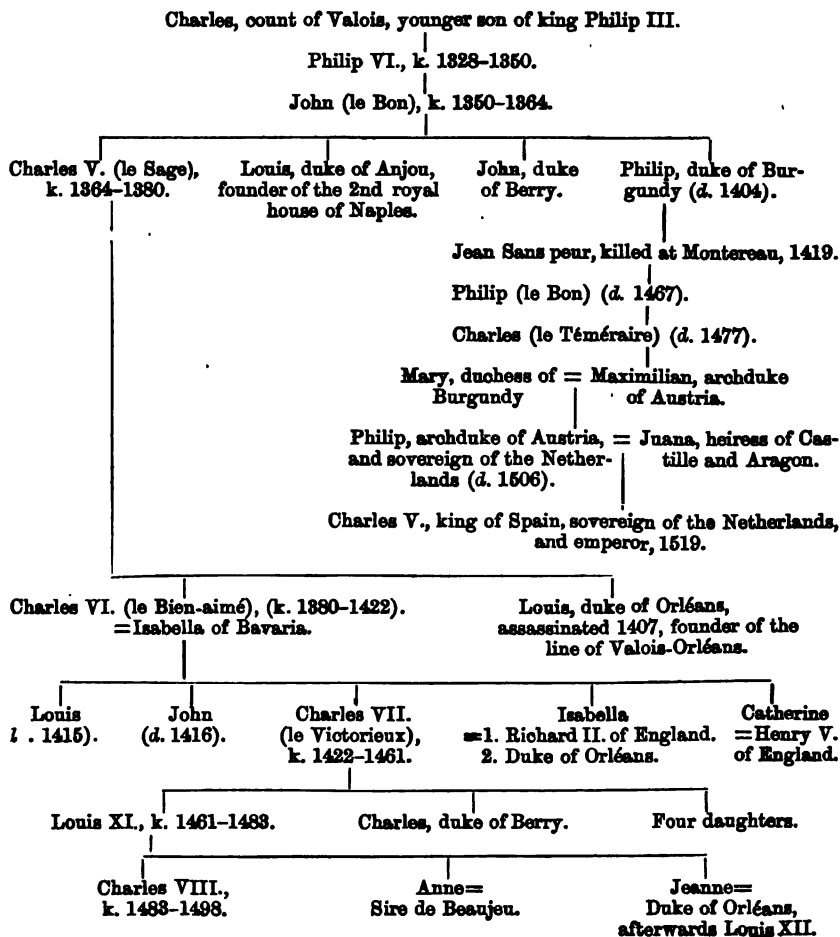 Charles, count of Valois, younger son of king Philip III.
Philip VI., k. 1328–1350.
John (le Bon), k. 1350–1364.
Charles V. (le Sage),
k. 1364–1380.
Louis, duke of Anjou,
founder of the 2nd royal
house of Naples.
John, duke
of Berry.
Philip, duke of Bur-
gundy (d. 1404).
Jean Sans peur, killed at Montereau, 1419.
Philip (le Bon) (d. 1467).
Charles (le Téméraire) (d. 1477).
Mary, duchess of = Maximilian, archduke
Burgundy of Austria.
Philip, archduke of Austria, = Juana, heiress of Cas-
and sovereign of the Nether- tille and Aragon.
lands (d. 1506).
Charles V., king of Spain, sovereign of the Netherlands,
and emperor, 1519.
Charles VI. (le Bien-aimé), (k. 1380–1422).
=Isabella of Bavaria.
Louis, duke of Orléans,
assassinated 1407, founder of the
line of Valois-Orléans.
Louis
l . 1415).
John
(d. 1416).
Charles VII.
(le Victorieux),
k. 1422–1461.
Isabella
=1. Richard II. of England.
2. Duke of Orléans.
Catherine
=Henry V.
of England.
Louis XI., k. 1461–1483.
Charles, duke of Berry.
Four daughters.
Charles VIII.,
k. 1483–1498.
Anne=
Sire de Beaujeu.
Jeanne=
Duke of Orléans,
afterwards Louis XII.